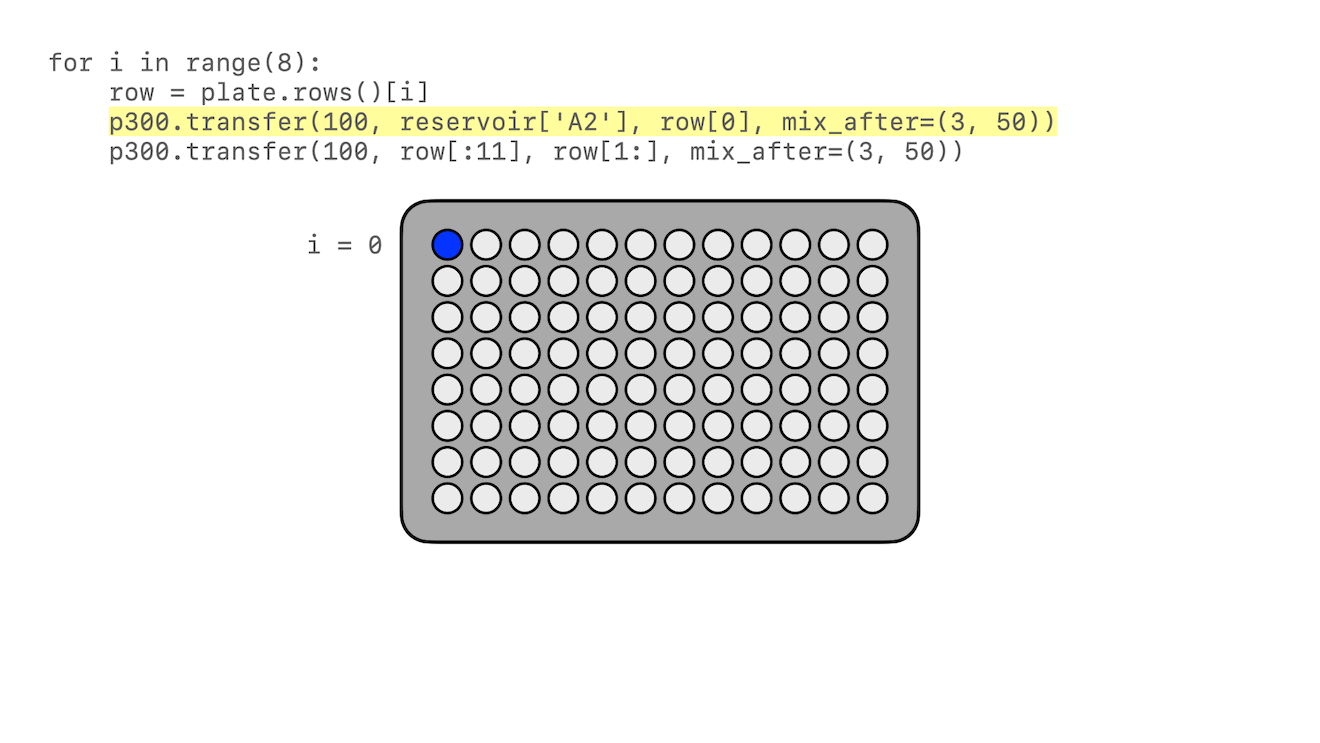 for i in range(8):
    row = plate.rows()[i]
    p300.transfer(100, reservoir['A2'], row[0], mix_after=(3, 50))
    p300.transfer(100, row[:11], row[1:], mix_after=(3, 50))
i = 0